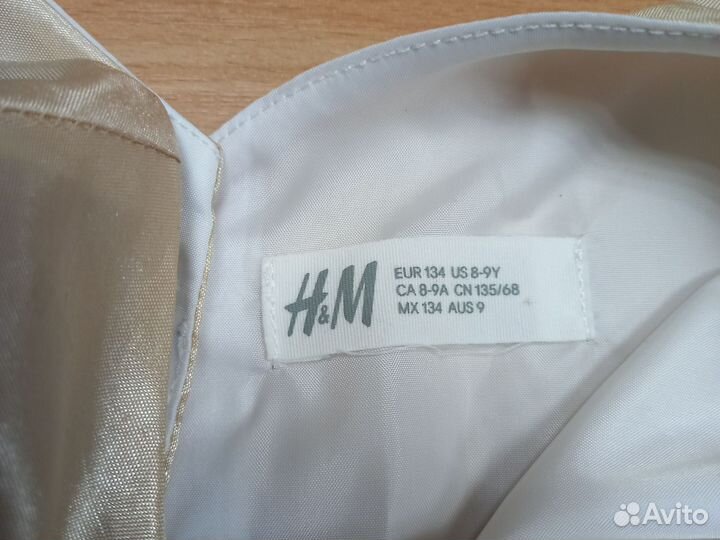 H&M
EUR 134 US 8-9Y
CA 8-9A CN 135/68
MX 134 AUS 9
Avito